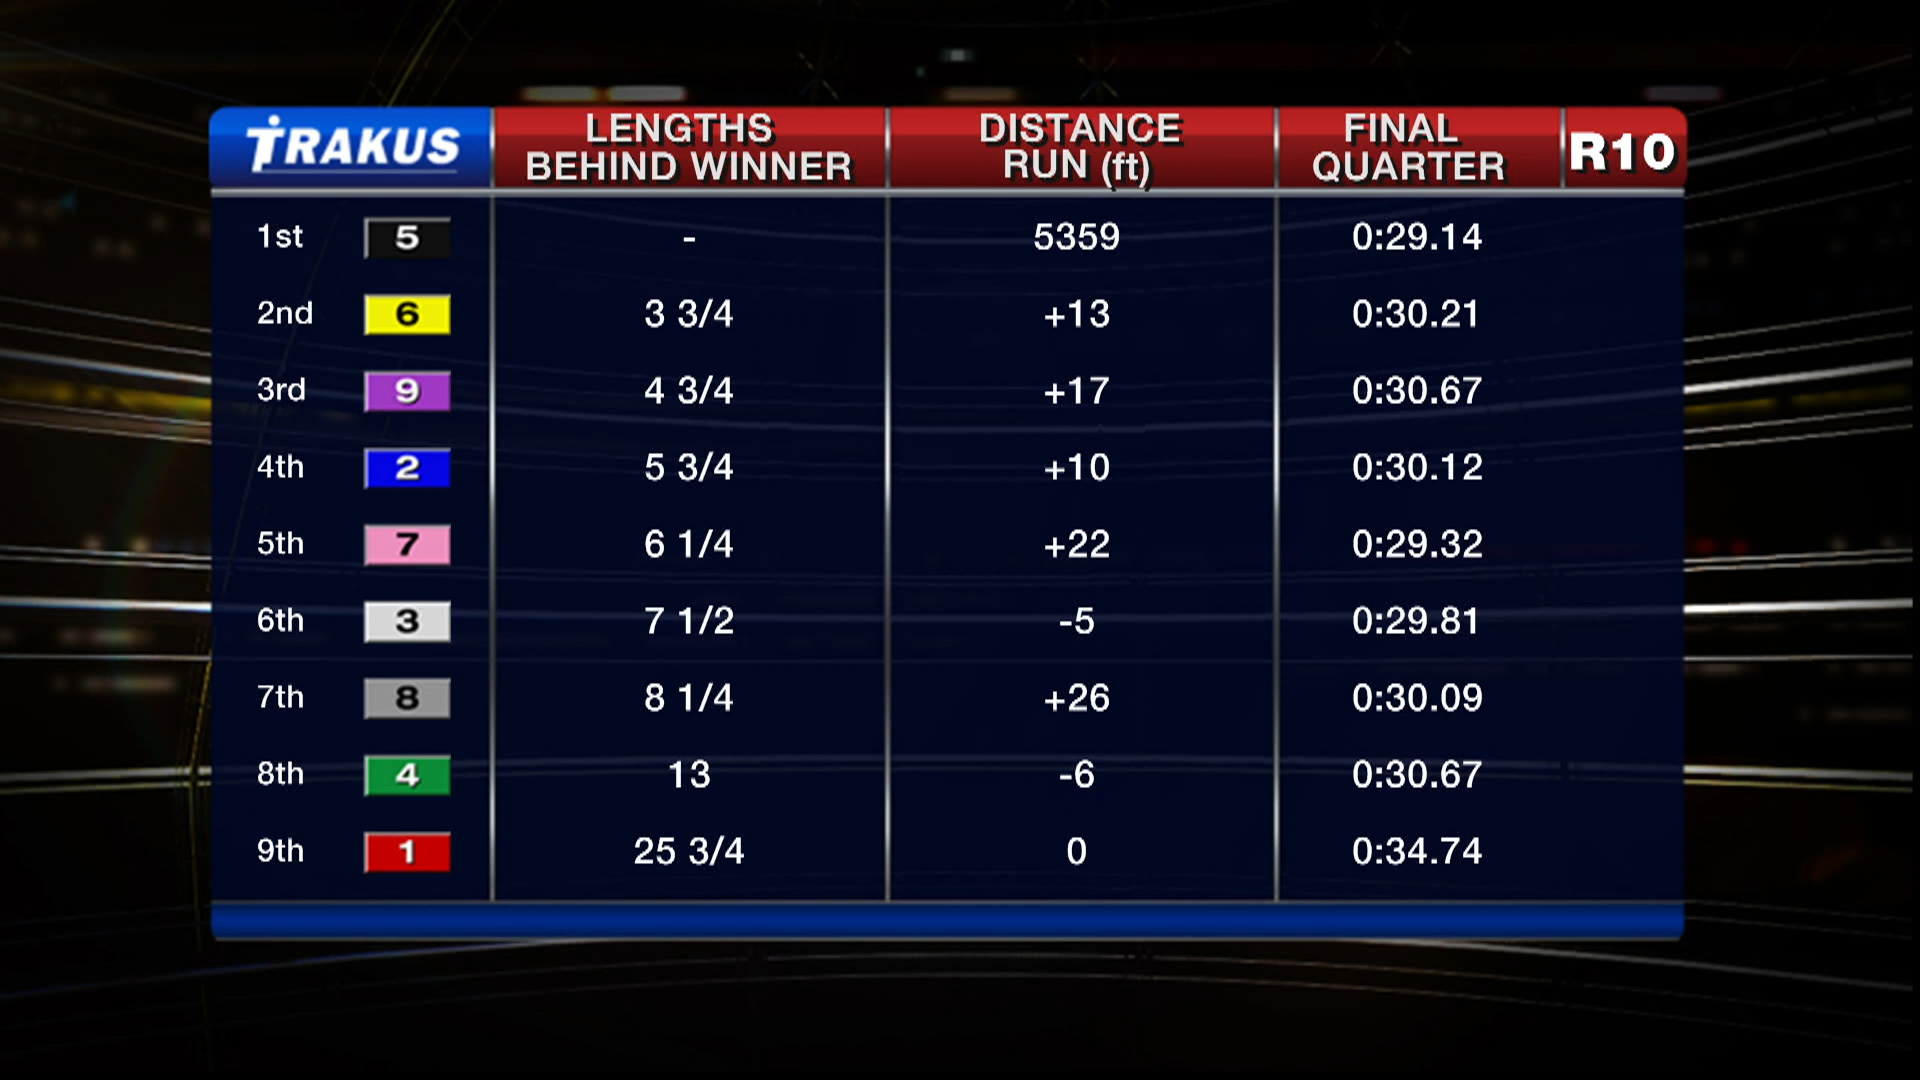 TRAKUS LENGTHS BEHIND WINNER DISTANCE RUN (ft) FINAL QUARTER R10
1st 5 - 5359 0:29.14
2nd 6 3 3/4 +13 0:30.21
3rd 9 4 3/4 +17 0:30.67
4th 2 5 3/4 +10 0:30.12
5th 7 6 1/4 +22 0:29.32
6th 3 7 1/2 -5 0:29.81
7th 8 8 1/4 +26 0:30.09
8th 4 13 -6 0:30.67
9th 1 25 3/4 0 0:34.74